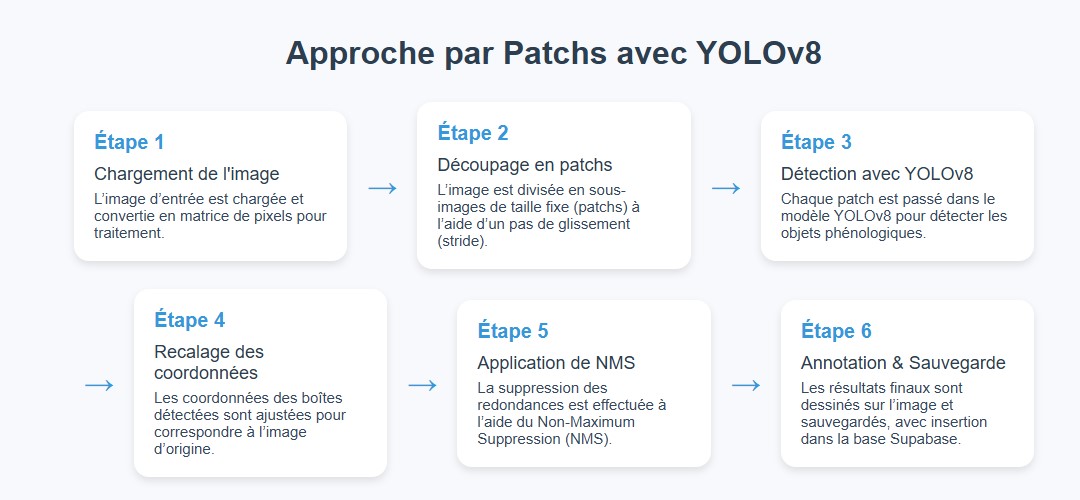 Approche par Patchs avec YOLOv8
Étape 1
Chargement de l'image
L’image d’entrée est chargée et
convertie en matrice de pixels pour
traitement.
→
Étape 2
Découpage en patchs
L’image est divisée en sous-
images de taille fixe (patchs) à
l’aide d’un pas de glissement
(stride).
→
Étape 3
Détection avec YOLOv8
Chaque patch est passé dans le
modèle YOLOv8 pour détecter les
objets phénologiques.
→
Étape 4
Recalage des
coordonnées
Les coordonnées des boîtes
détectées sont ajustées pour
correspondre à l’image
d’origine.
→
Étape 5
Application de NMS
La suppression des
redondances est effectuée à
l’aide du Non-Maximum
Suppression (NMS).
→
Étape 6
Annotation & Sauvegarde
Les résultats finaux sont
dessinés sur l’image et
sauvegardés, avec insertion
dans la base Supabase.